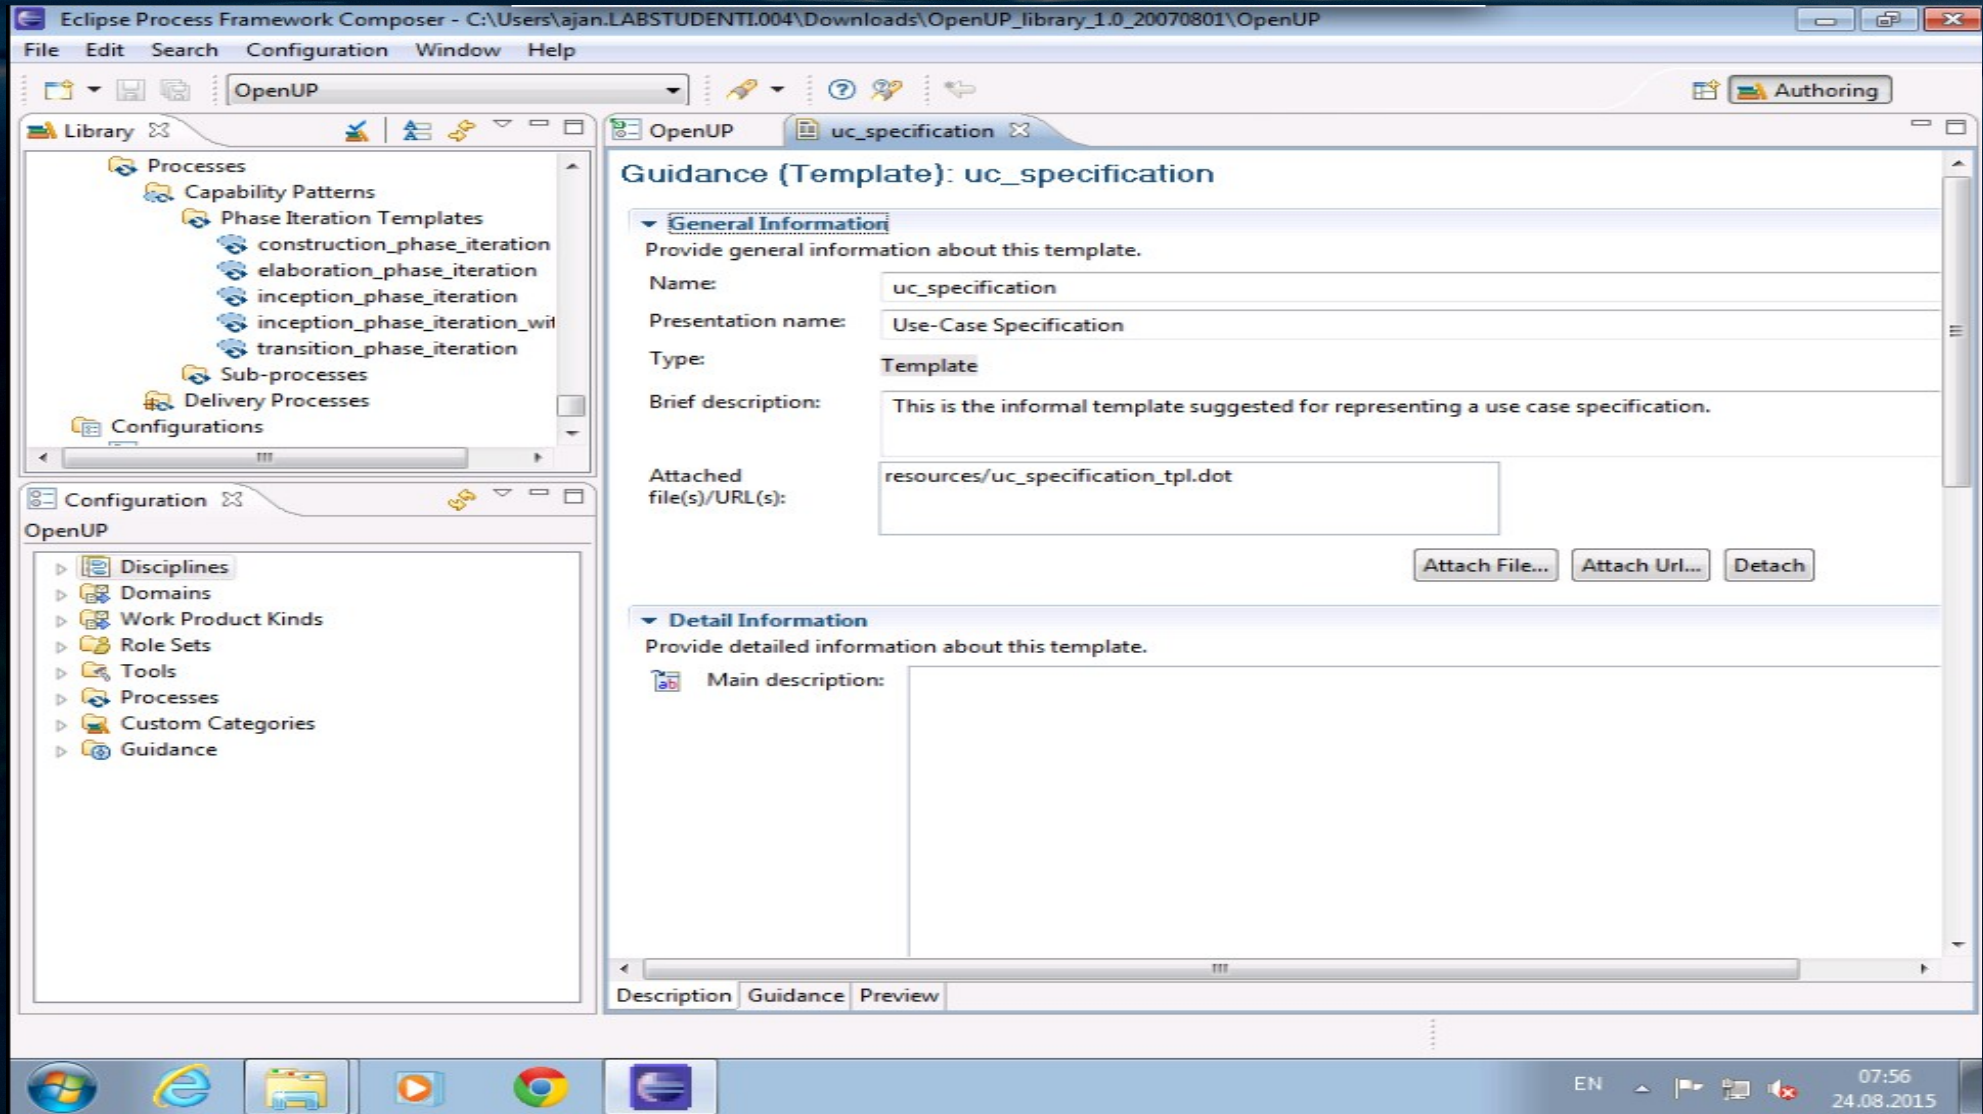 Eclipse Process Framework Composer - C:\Users\ajan.LABSTUDENTI.004\Downloads\OpenUP_library_1.0_20070801\OpenUP
File Edit Search Configuration Window Help
OpenUP
Authoring
Library
Processes
Capability Patterns
Phase Iteration Templates
construction_phase_iteration
elaboration_phase_iteration
inception_phase_iteration
inception_phase_iteration_wit
transition_phase_iteration
Sub-processes
Delivery Processes
Configurations
Configuration
OpenUP
Disciplines
Domains
Work Product Kinds
Role Sets
Tools
Processes
Custom Categories
Guidance
OpenUP uc_specification
Guidance (Template): uc_specification
General Information
Provide general information about this template.
Name: uc_specification
Presentation name: Use-Case Specification
Type: Template
Brief description: This is the informal template suggested for representing a use case specification.
Attached file(s)/URL(s): resources/uc_specification_tpl.dot
Attach File... Attach Url... Detach
Detail Information
Provide detailed information about this template.
Main description:
Description Guidance Preview
EN
07:56
24.08.2015